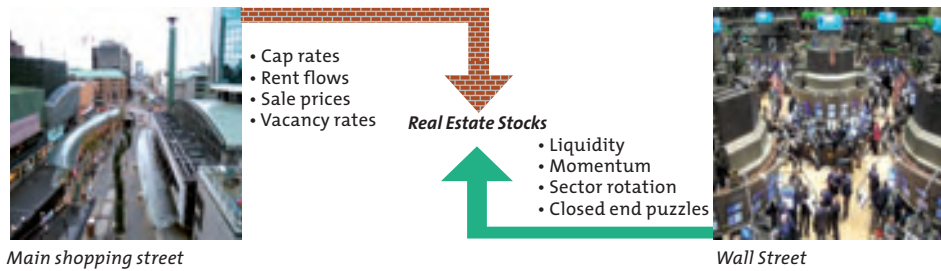 • Cap rates
• Rent flows
• Sale prices
• Vacancy rates
Real Estate Stocks
• Liquidity
• Momentum
• Sector rotation
• Closed end puzzles
Main shopping street
Wall Street